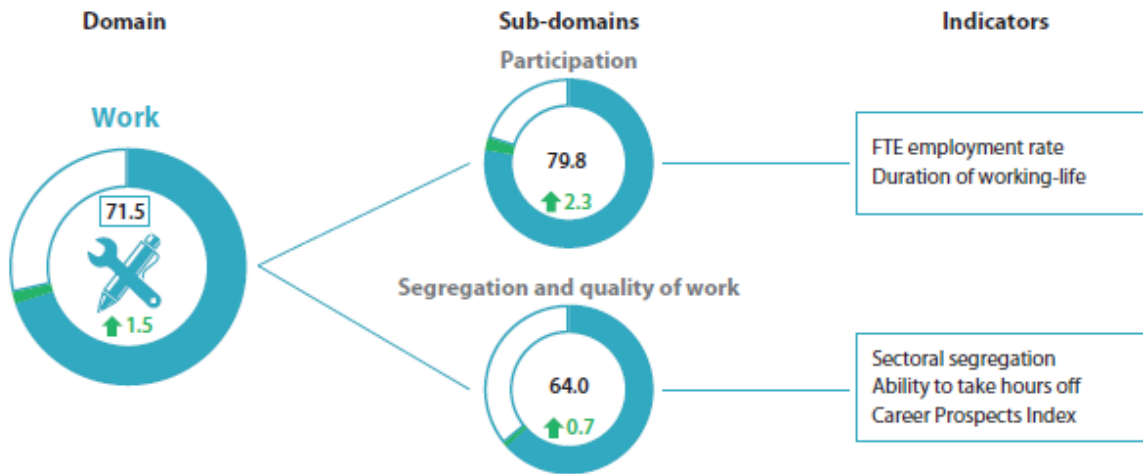 Domain
Sub-domains
Indicators
Work
71.5
1.5
Participation
79.8
2.3
FTE employment rate
Duration of working-life
Segregation and quality of work
64.0
0.7
Sectoral segregation
Ability to take hours off
Career Prospects Index